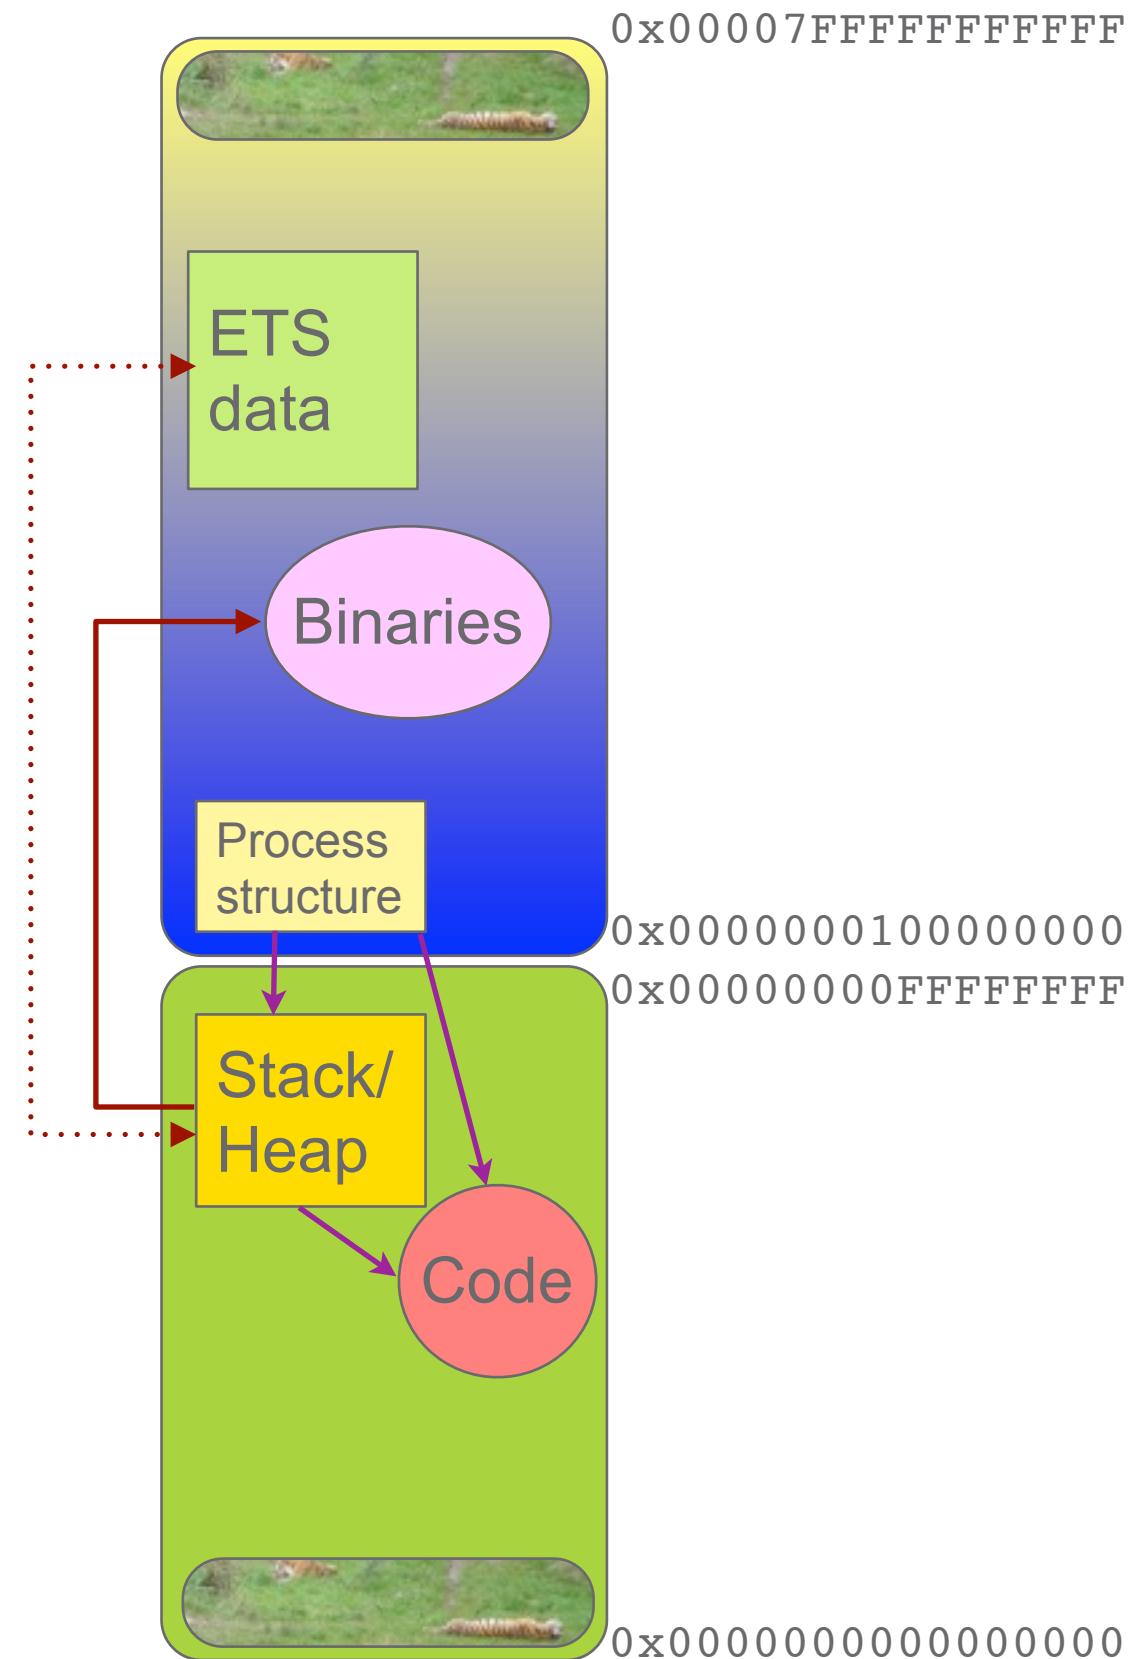 0x00007FFFFFFFFFFF
ETS
data
Binaries
Process
structure
0x0000000100000000
0x00000000FFFFFFFF
Stack/
Heap
Code
0x0000000000000000